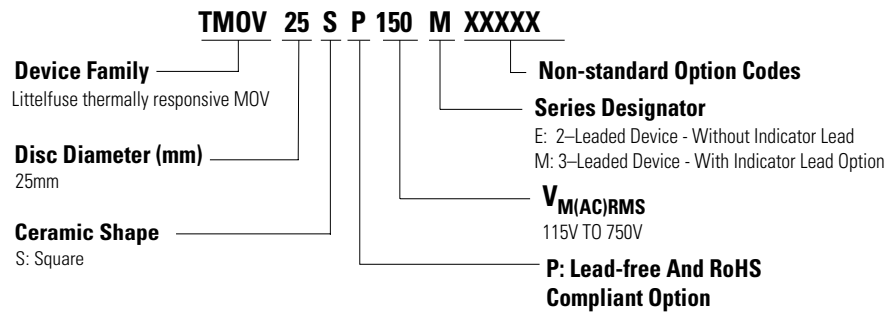 TMOV 25 S P 150 M XXXXX
Device Family
Littelfuse thermally responsive MOV
Disc Diameter (mm)
25mm
Ceramic Shape
S: Square
Non-standard Option Codes
Series Designator
E: 2–Leaded Device - Without Indicator Lead
M: 3–Leaded Device - With Indicator Lead Option
VM(AC)RMS
115V TO 750V
P: Lead-free And RoHS
Compliant Option